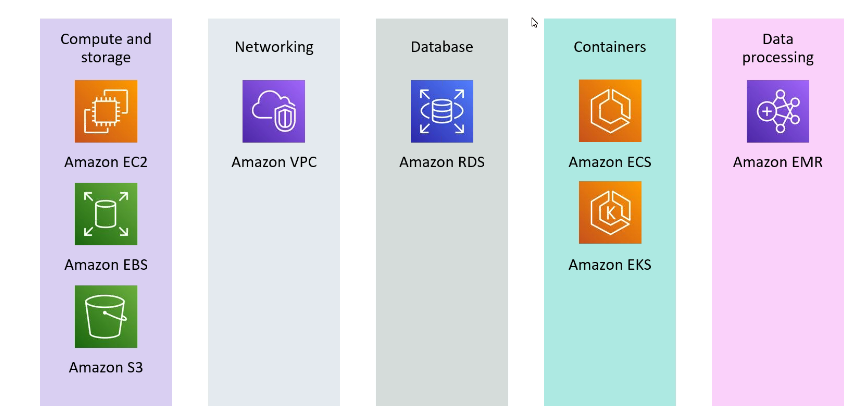 Compute and
storage
Amazon EC2
Amazon EBS
Amazon S3
Networking
Amazon VPC
Database
Amazon RDS
Containers
Amazon ECS
K
Amazon EKS
Data
processing
Amazon EMR